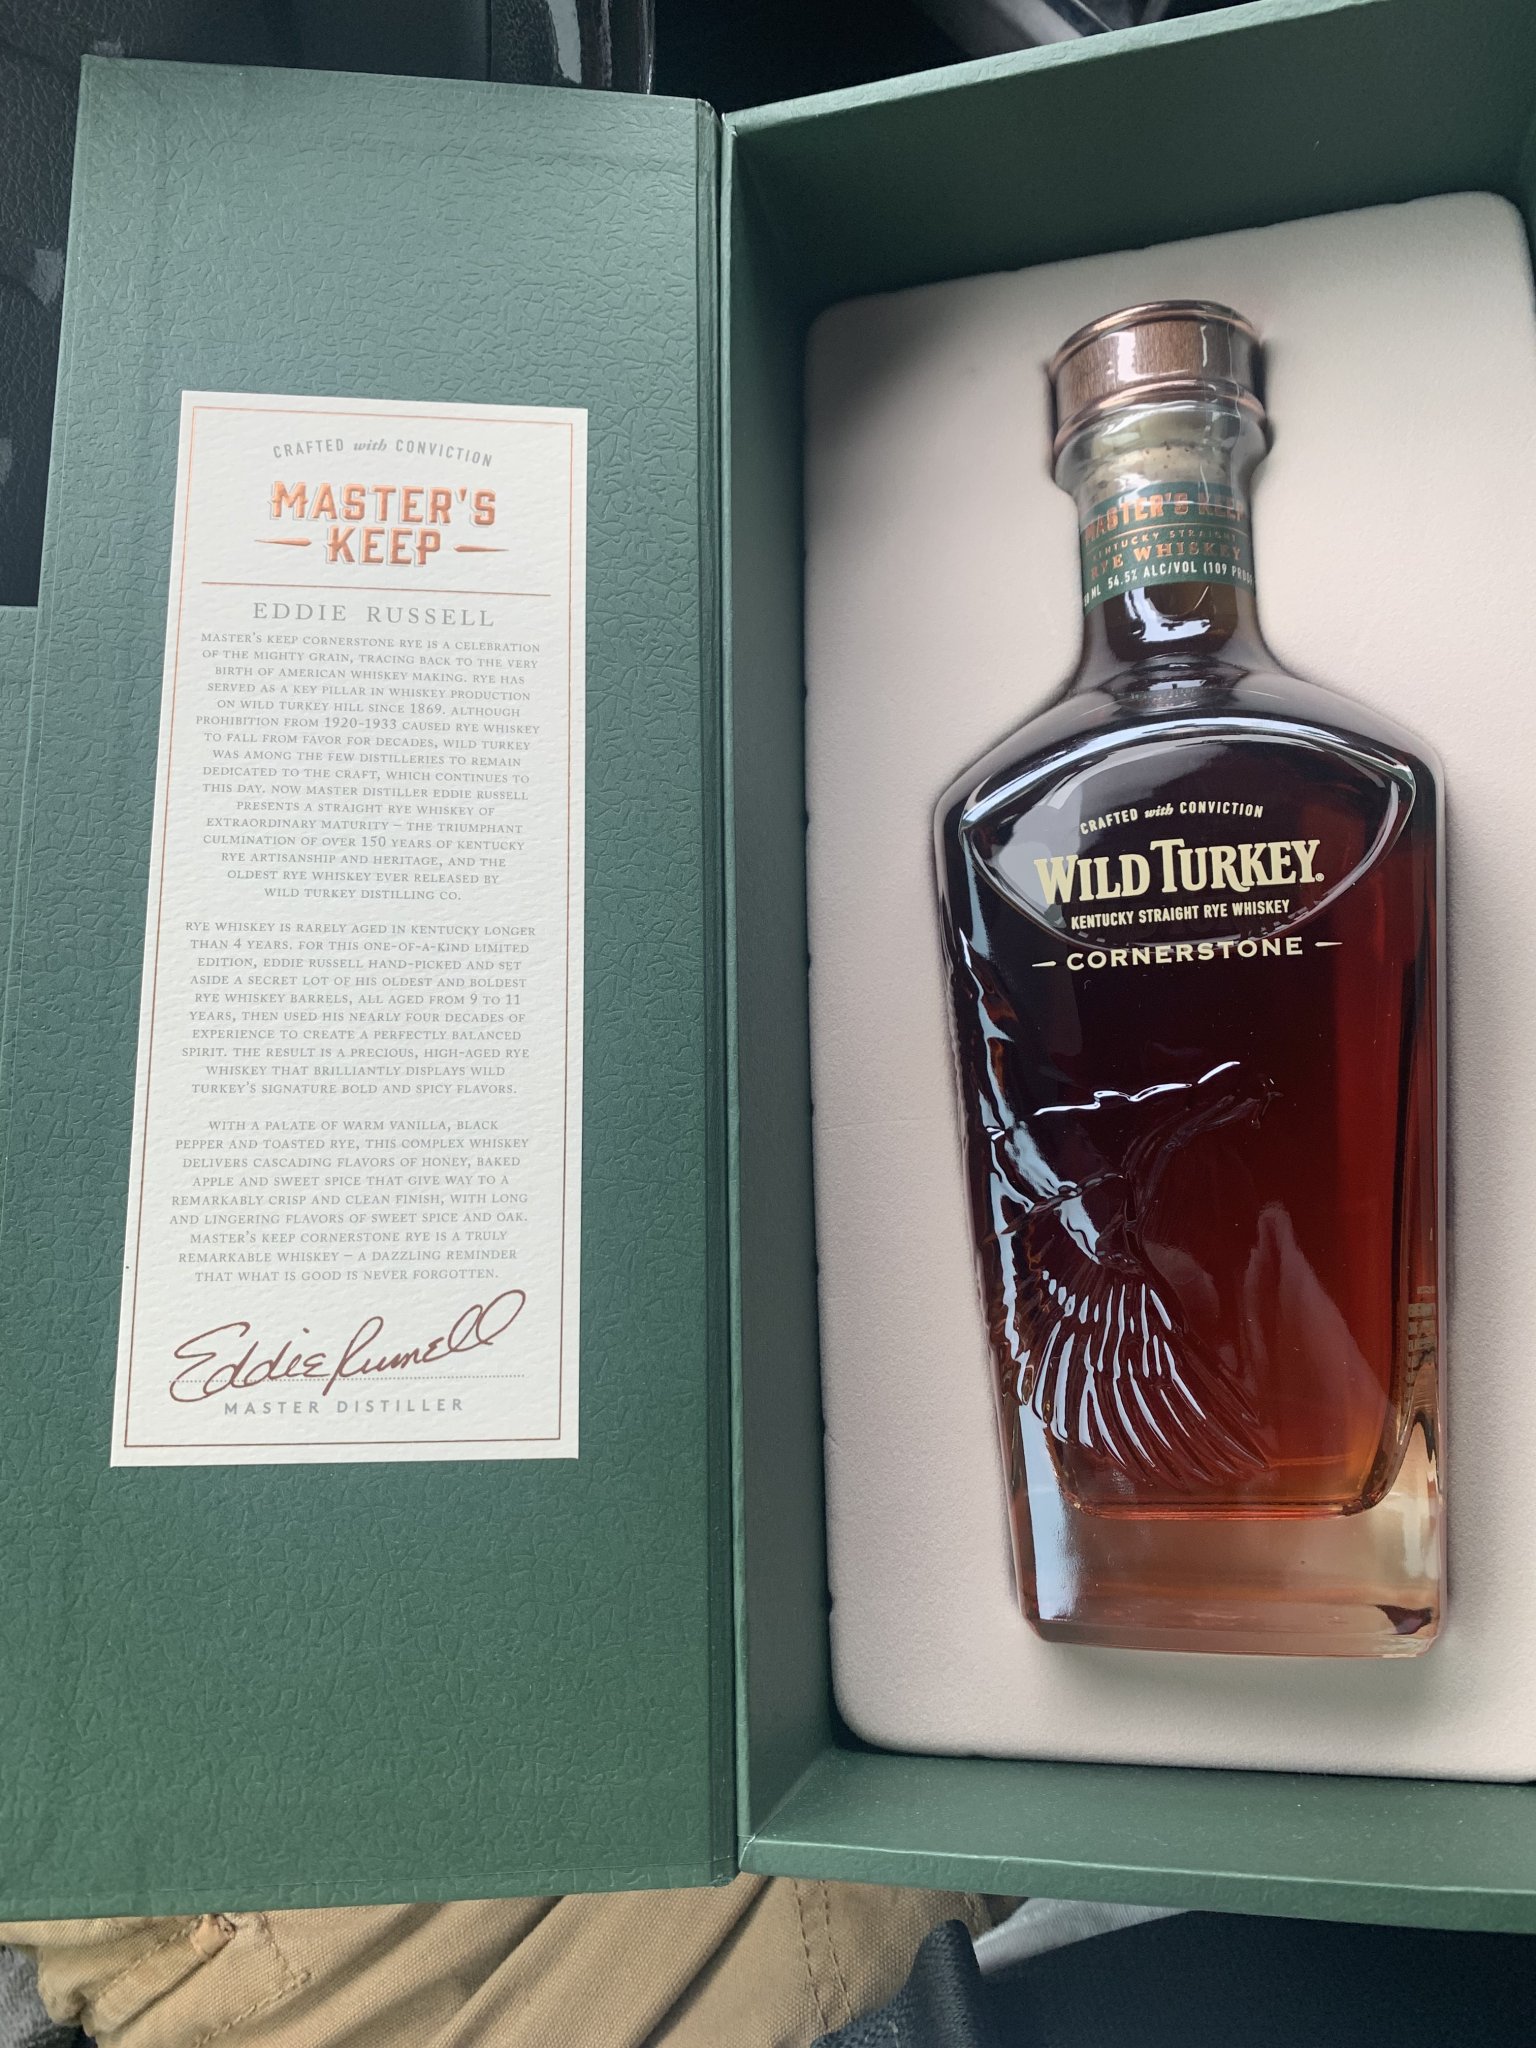 CRAFTED with CONVICTION
MASTER'S
KEEP
EDDIE RUSSELL
MASTER'S KEEP CORNERSTONE RYE IS A CELEBRATION
OF THE MIGHTY GRAIN, TRACING BACK TO THE VERY
BIRTH OF AMERICAN WHISKEY MAKING. RYE HAS
SERVED AS A KEY PILLAR IN WHISKEY PRODUCTION
ON WILD TURKEY HILL SINCE 1869. ALTHOUGH
PROHIBITION FROM 1920-1933 CAUSED RYE WHISKEY
TO FALL FROM FAVOR FOR DECADES, WILD TURKEY
WAS AMONG THE FEW DISTILLERIES TO REMAIN
DEDICATED TO THE CRAFT, WHICH CONTINUES TO
THIS DAY. NOW MASTER DISTILLER EDDIE RUSSELL
PRESENTS A STRAIGHT RYE WHISKEY OF
EXTRAORDINARY MATURITY – THE TRIUMPHANT
CULMINATION OF OVER 150 YEARS OF KENTUCKY
RYE ARTISANSHIP AND HERITAGE, AND THE
OLDEST RYE WHISKEY EVER RELEASED BY
WILD TURKEY DISTILLING CO.
RYE WHISKEY IS RARELY AGED IN KENTUCKY LONGER
THAN 4 YEARS. FOR THIS ONE-OF-A-KIND LIMITED
EDITION, EDDIE RUSSELL HAND-PICKED AND SET
ASIDE A SECRET LOT OF HIS OLDEST AND BOLDEST
RYE WHISKEY BARRELS, ALL AGED FROM 9 TO 11
YEARS, THEN USED HIS NEARLY FOUR DECADES OF
EXPERIENCE TO CREATE A PERFECTLY BALANCED
SPIRIT. THE RESULT IS A PRECIOUS, HIGH-AGED RYE
WHISKEY THAT BRILLIANTLY DISPLAYS WILD
TURKEY'S SIGNATURE BOLD AND SPICY FLAVORS.
WITH A PALATE OF WARM VANILLA, BLACK
PEPPER AND TOASTED RYE, THIS COMPLEX WHISKEY
DELIVERS CASCADING FLAVORS OF HONEY, BAKED
APPLE AND SWEET SPICE THAT GIVE WAY TO A
REMARKABLY CRISP AND CLEAN FINISH, WITH LONG
AND LINGERING FLAVORS OF SWEET SPICE AND OAK.
MASTER'S KEEP CORNERSTONE RYE IS A TRULY
REMARKABLE WHISKEY – A DAZZLING REMINDER
THAT WHAT IS GOOD IS NEVER FORGOTTEN.
Eddie Russell
MASTER DISTILLER
MASTER'S KEEP
KENTUCKY STRAIGHT
RYE WHISKEY
ML 54.5% ALC/VOL (109 PROOF
CRAFTED with CONVICTION
WILD TURKEY®
KENTUCKY STRAIGHT RYE WHISKEY
– CORNERSTONE –